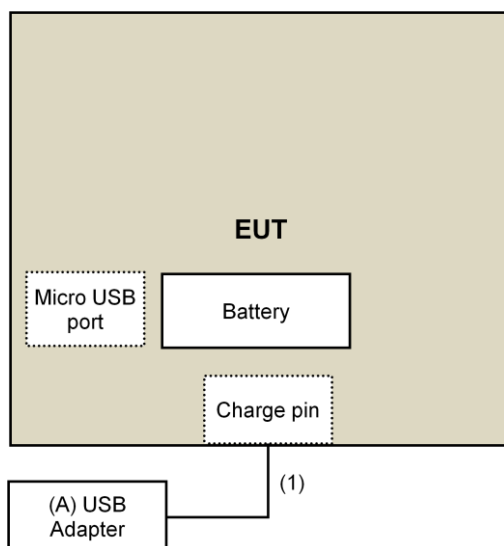 EUT
Micro USB
port
Battery
Charge pin
(1)
(A) USB
Adapter